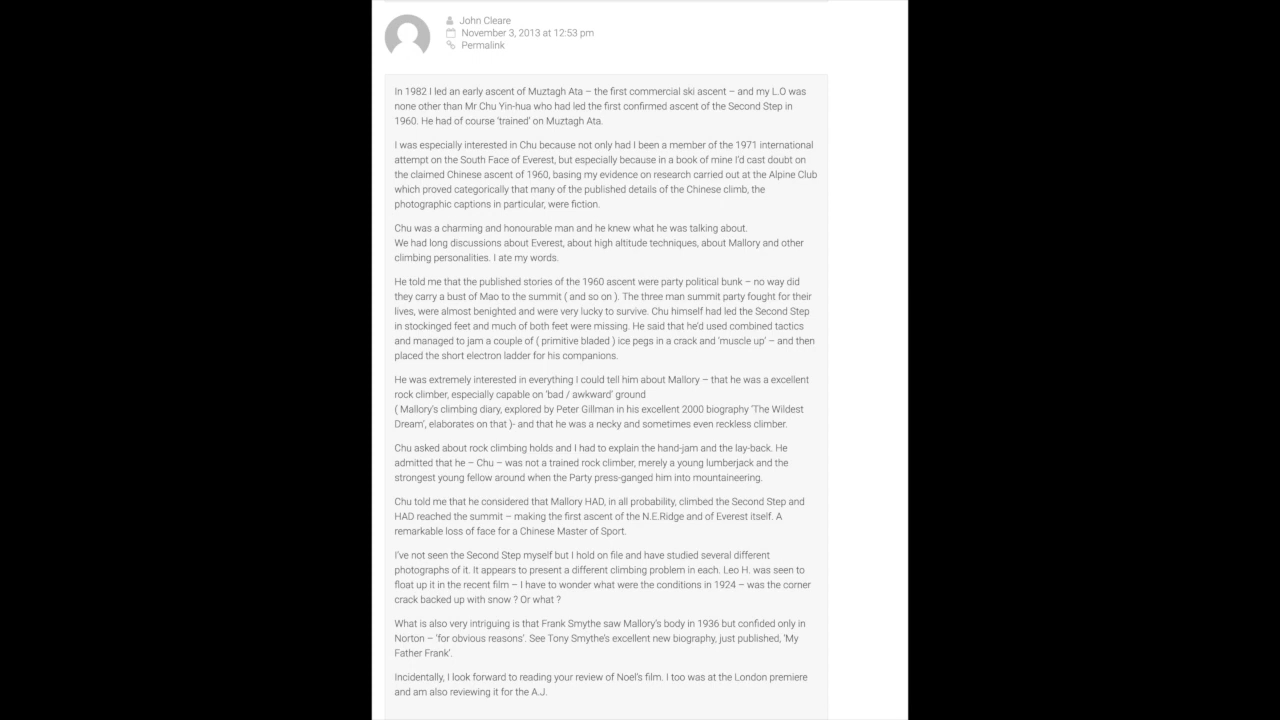 John Cleare
November 3, 2013 at 12:53 pm
Permalink
In 1982 I led an early ascent of Muztagh Ata – the first commercial ski ascent – and my L.O was
none other than Mr Chu Yin-hua who had led the first confirmed ascent of the Second Step in
1960. He had of course 'trained' on Muztagh Ata.
I was especially interested in Chu because not only had I been a member of the 1971 international
attempt on the South Face of Everest, but especially because in a book of mine I'd cast doubt on
the claimed Chinese ascent of 1960, basing my evidence on research carried out at the Alpine Club
which proved categorically that many of the published details of the Chinese climb, the
photographic captions in particular, were fiction.
Chu was a charming and honourable man and he knew what he was talking about.
We had long discussions about Everest, about high altitude techniques, about Mallory and other
climbing personalities. I ate my words.
He told me that the published stories of the 1960 ascent were party political bunk – no way did
they carry a bust of Mao to the summit ( and so on ). The three man summit party fought for their
lives, were almost benighted and were very lucky to survive. Chu himself had led the Second Step
in stockinged feet and much of both feet were missing. He said that he'd used combined tactics
and managed to jam a couple of ( primitive bladed ) ice pegs in a crack and 'muscle up' – and then
placed the short electron ladder for his companions.
He was extremely interested in everything I could tell him about Mallory – that he was a excellent
rock climber, especially capable on 'bad / awkward' ground
( Mallory's climbing diary, explored by Peter Gillman in his excellent 2000 biography 'The Wildest
Dream', elaborates on that )- and that he was a necky and sometimes even reckless climber.
Chu asked about rock climbing holds and I had to explain the hand-jam and the lay-back. He
admitted that he – Chu – was not a trained rock climber, merely a young lumberjack and the
strongest young fellow around when the Party press-ganged him into mountaineering.
Chu told me that he considered that Mallory HAD, in all probability, climbed the Second Step and
HAD reached the summit – making the first ascent of the N.E.Ridge and of Everest itself. A
remarkable loss of face for a Chinese Master of Sport.
I've not seen the Second Step myself but I hold on file and have studied several different
photographs of it. It appears to present a different climbing problem in each. Leo H. was seen to
float up it in the recent film – I have to wonder what were the conditions in 1924 – was the corner
crack backed up with snow ? Or what ?
What is also very intriguing is that Frank Smythe saw Mallory's body in 1936 but confided only in
Norton – 'for obvious reasons'. See Tony Smythe's excellent new biography, just published, 'My
Father Frank'.
Incidentally, I look forward to reading your review of Noel's film. I too was at the London premiere
and am also reviewing it for the A.J.